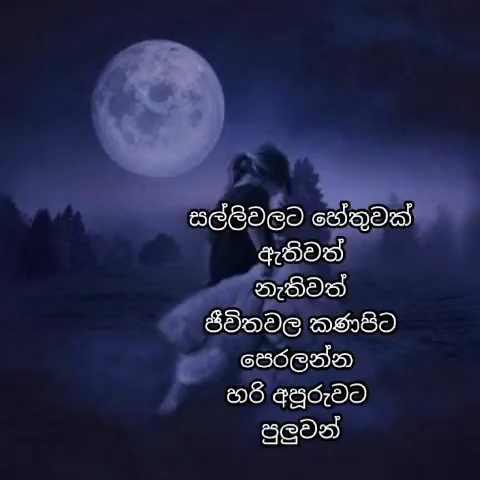 සල්ලිවලට හේතුවක්
ඇතිවත්
නැතිවත්
ජීවිතවල කණපිට
පෙරලන්න
හරි අපූරුවට
පුලුවන්